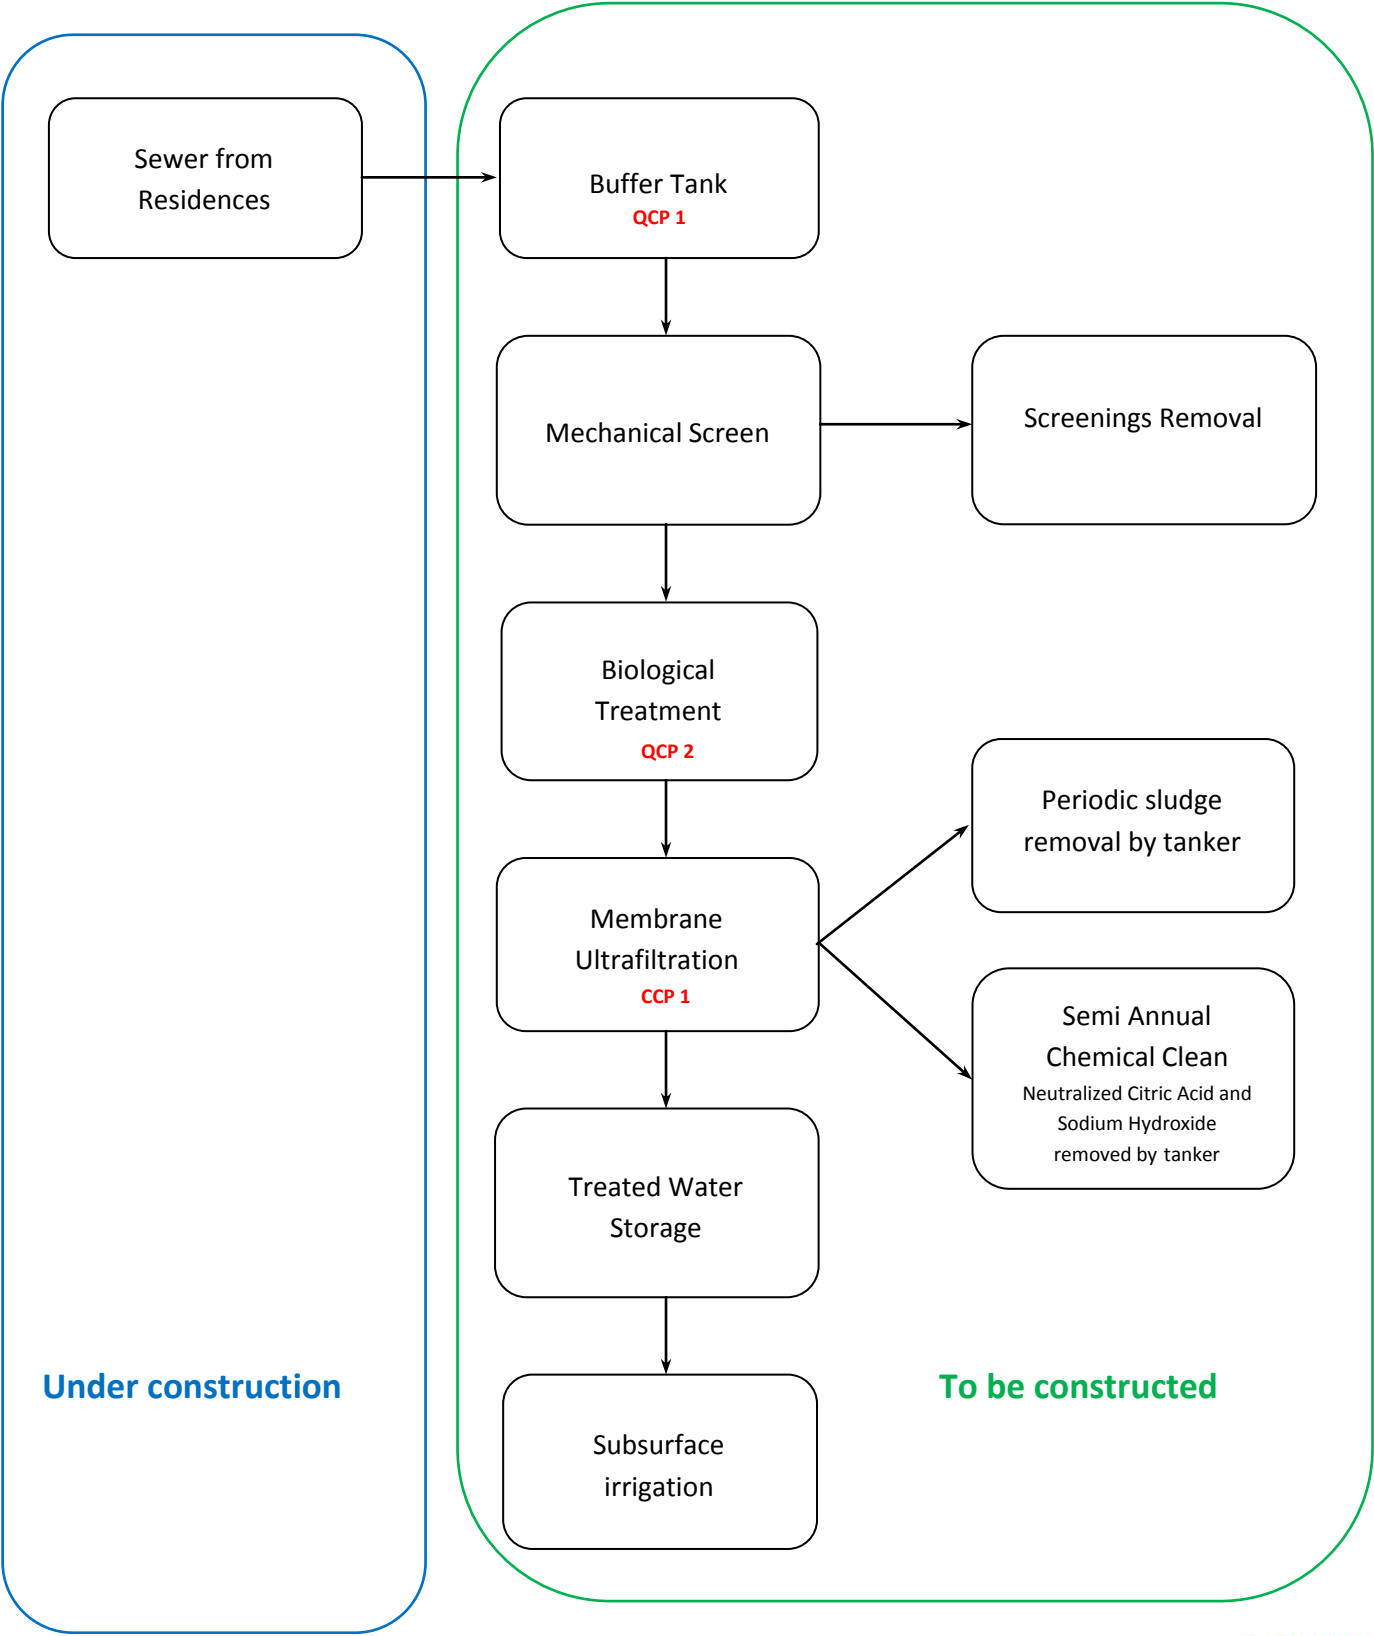 Sewer from
Residences
Buffer Tank
QCP 1
Mechanical Screen
Screenings Removal
Biological
Treatment
QCP 2
Periodic sludge
removal by tanker
Membrane
Ultrafiltration
CCP 1
Semi Annual
Chemical Clean
Neutralized Citric Acid and
Sodium Hydroxide
removed by tanker
Treated Water
Storage
Under construction
To be constructed
Subsurface
irrigation